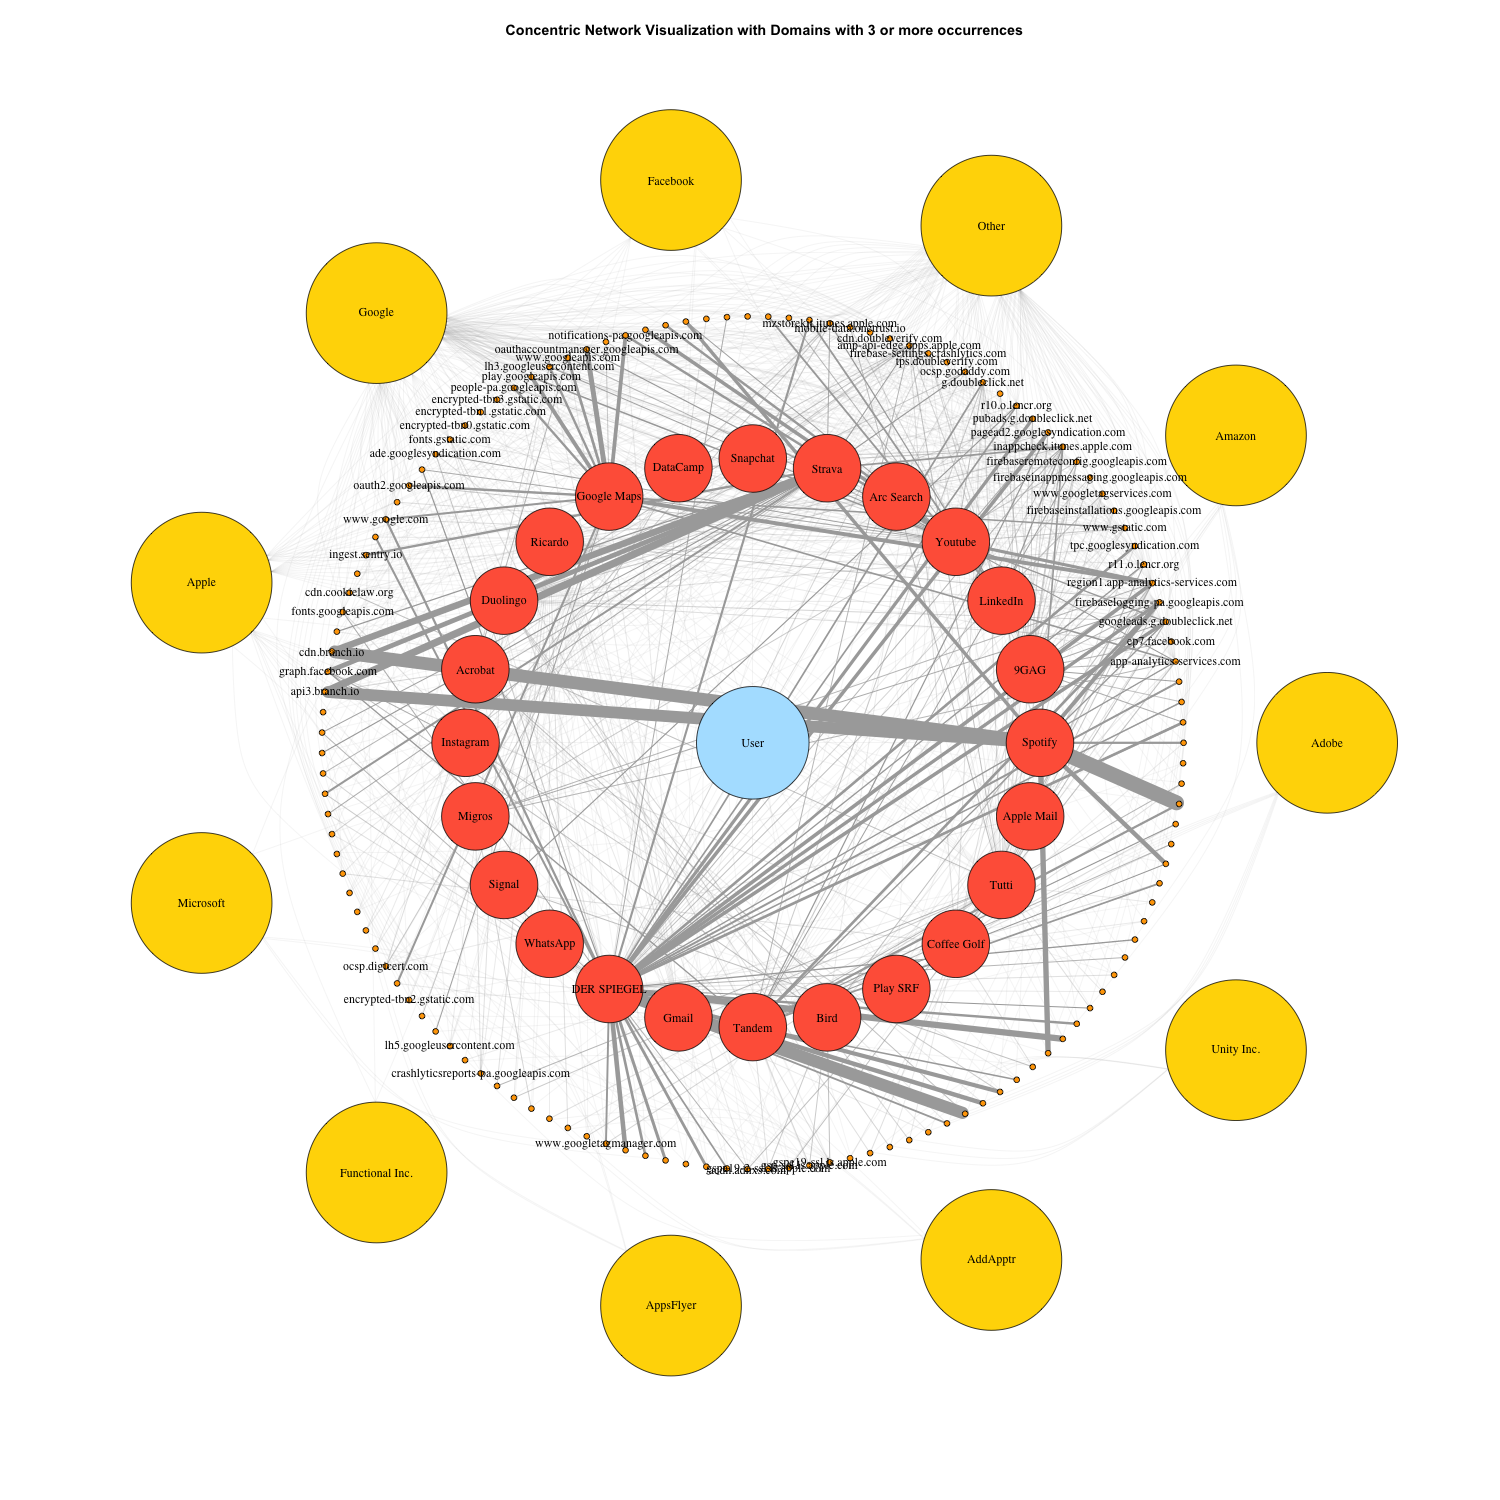 Concentric Network Visualization with Domains with 3 or more occurrences
Facebook
Other
Google
Amazon
Apple
Adobe
Microsoft
Unity Inc.
Functional Inc.
AddApptr
AppsFlyer
notifications-pa.googleapis.com
oauthaccountmanager.googleapis.com
www.googleapis.com
lh3.googleusercontent.com
play.googleapis.com
people-pa.googleapis.com
encrypted-tbn3.gstatic.com
encrypted-tbn1.gstatic.com
encrypted-tbn0.gstatic.com
fonts.gstatic.com
ade.googlesyndication.com
oauth2.googleapis.com
www.google.com
ingest.sentry.io
cdn.cookielaw.org
fonts.googleapis.com
cdn.branch.io
graph.facebook.com
api3.branch.io
mzstorekit.itunes.apple.com
cdn.doubleverify.com
amp-api-edge.apps.apple.com
firebase-settings.crashlytics.com
tps.doubleverify.com
ocsp.godaddy.com
g.doubleclick.net
r10.o.lencr.org
pubads.g.doubleclick.net
pagead2.googlesyndication.com
inappcheck.itunes.apple.com
firebaseremoteconfig.googleapis.com
firebaseinappmessaging.googleapis.com
www.googletagservices.com
firebaseinstallations.googleapis.com
www.gstatic.com
tpc.googlesyndication.com
r11.o.lencr.org
region1.app-analytics-services.com
firebaselogging-pa.googleapis.com
googleads.g.doubleclick.net
ep7.facebook.com
app-analytics-services.com
Google Maps
DataCamp
Snapchat
Strava
Arc Search
Youtube
LinkedIn
9GAG
Spotify
Apple Mail
Tutti
Coffee Golf
Play SRF
Bird
Tandem
Gmail
DER SPIEGEL
WhatsApp
Signal
Migros
Instagram
Acrobat
Duolingo
Ricardo
User
ocsp.digicert.com
encrypted-tbn2.gstatic.com
lh5.googleusercontent.com
crashlyticsreports-pa.googleapis.com
www.googletagmanager.com